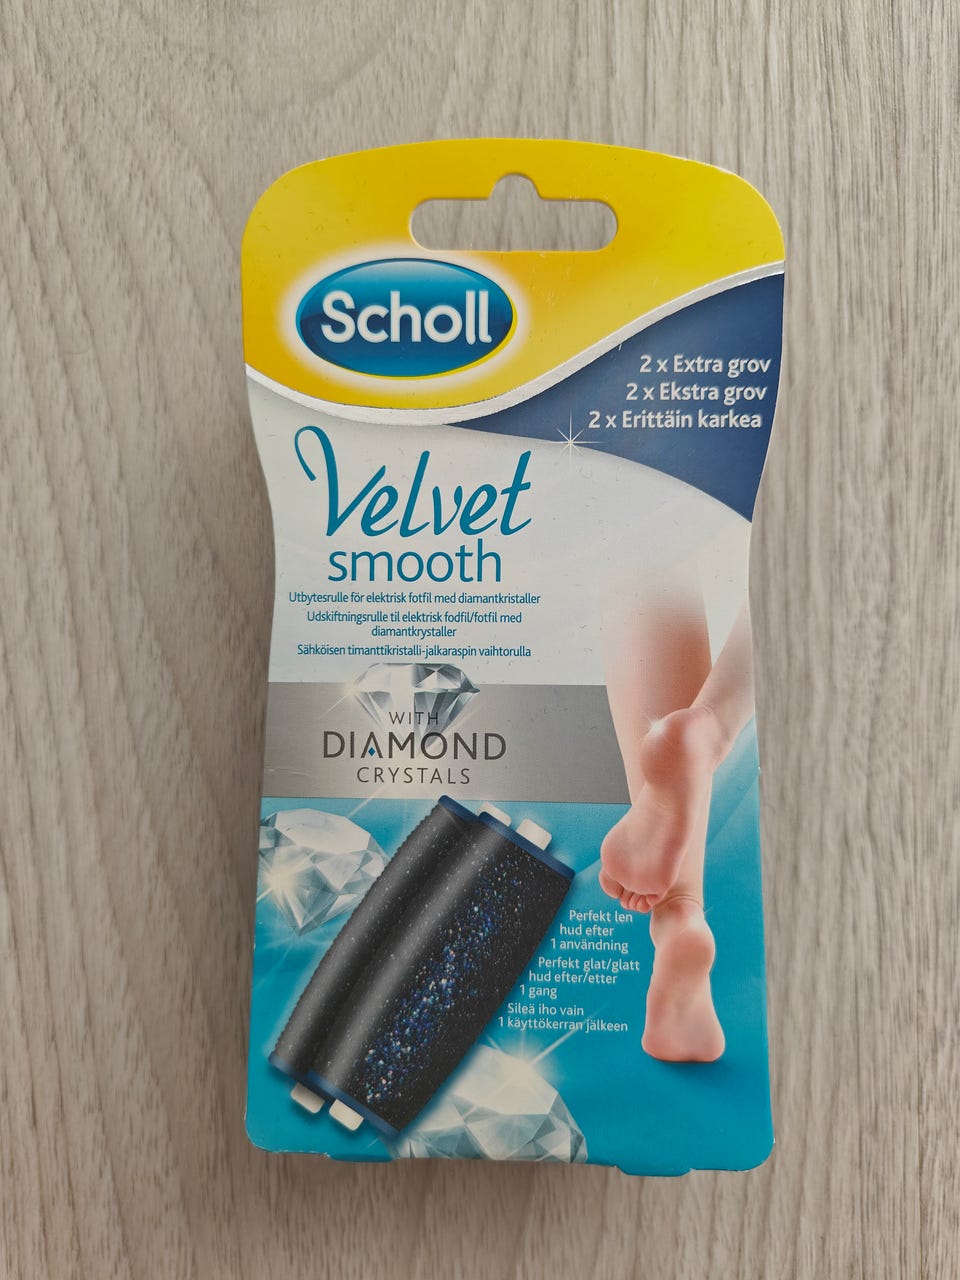 Scholl
2 x Extra grov
2 x Ekstra grov
2 x Erittäin karkea
Velvet
smooth
Utbytesrulle för elektrisk fotfil med diamantkristaller
Udskiftningsrulle til elektrisk fodfil/fotfil med
diamantkrystaller
Sähköisen timanttikristalli-jalkaraspin vaihtorulla
WITH
DIAMOND
CRYSTALS
Perfekt len
hud efter
1 användning
Perfekt glat/glatt
hud efter/etter
1 gang
Sileä iho vain
1 käyttökerran jälkeen